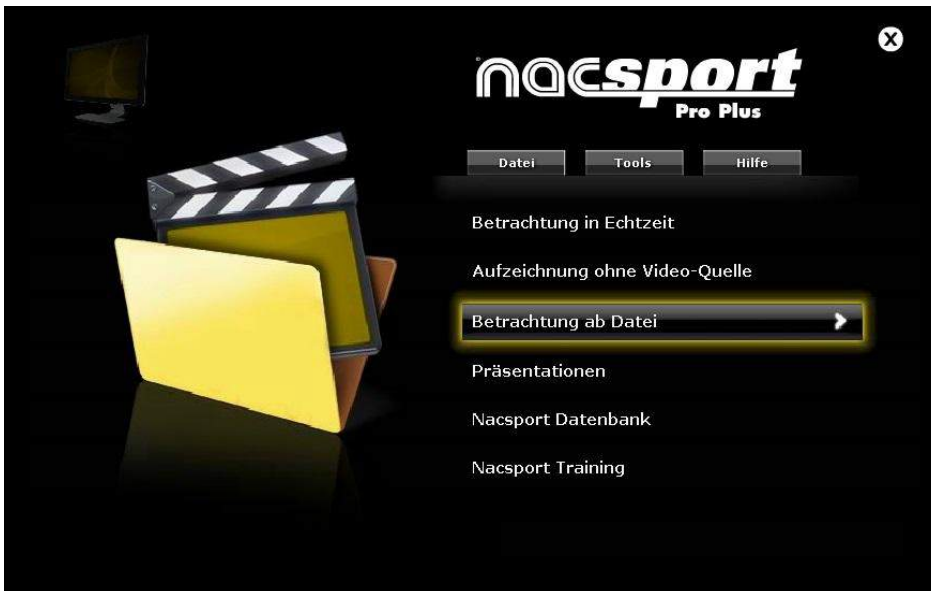 nacsport
Pro Plus
Datei Tools Hilfe
Betrachtung in Echtzeit
Aufzeichnung ohne Video-Quelle
Betrachtung ab Datei
Präsentationen
Nacsport Datenbank
Nacsport Training